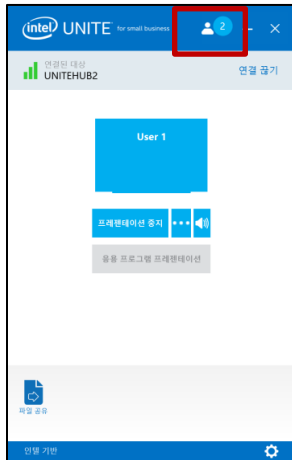 intel UNITE for small business 2
연결된 대상
UNITEHUB2
연결 끊기
User 1
프레젠테이션 중지
응용 프로그램 프레젠테이션
파일 공유
인텔 기반